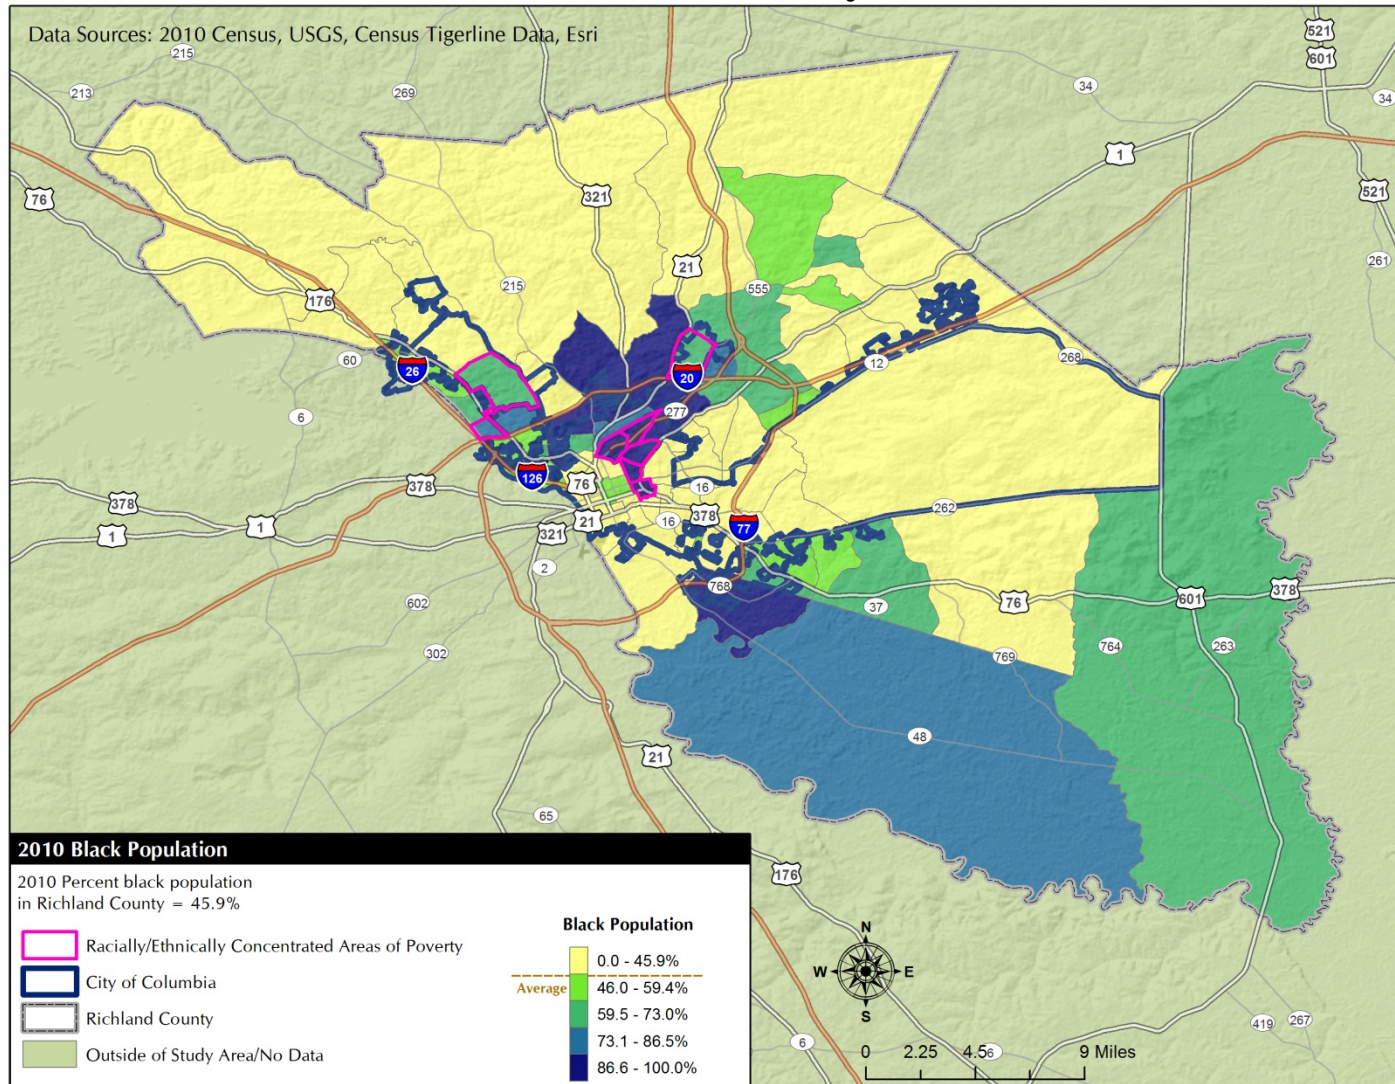 Data Sources: 2010 Census, USGS, Census Tigerline Data, Esri
521
601
215
213
269
34
34
1
76
321
521
261
21
176
215
555
60
26
20
12
268
6
277
126
76
16
378
378
378
262
1
1
21
16
77
321
2
768
602
37
76
601
378
302
769
764
263
48
21
65
176
2010 Black Population
2010 Percent black population
in Richland County = 45.9%
Black Population
Racially/Ethnically Concentrated Areas of Poverty
0.0 - 45.9%
City of Columbia
Average
46.0 - 59.4%
Richland County
59.5 - 73.0%
Outside of Study Area/No Data
73.1 - 86.5%
86.6 - 100.0%
N
W
E
S
419
267
6
6
0 2.25 4.5 9 Miles